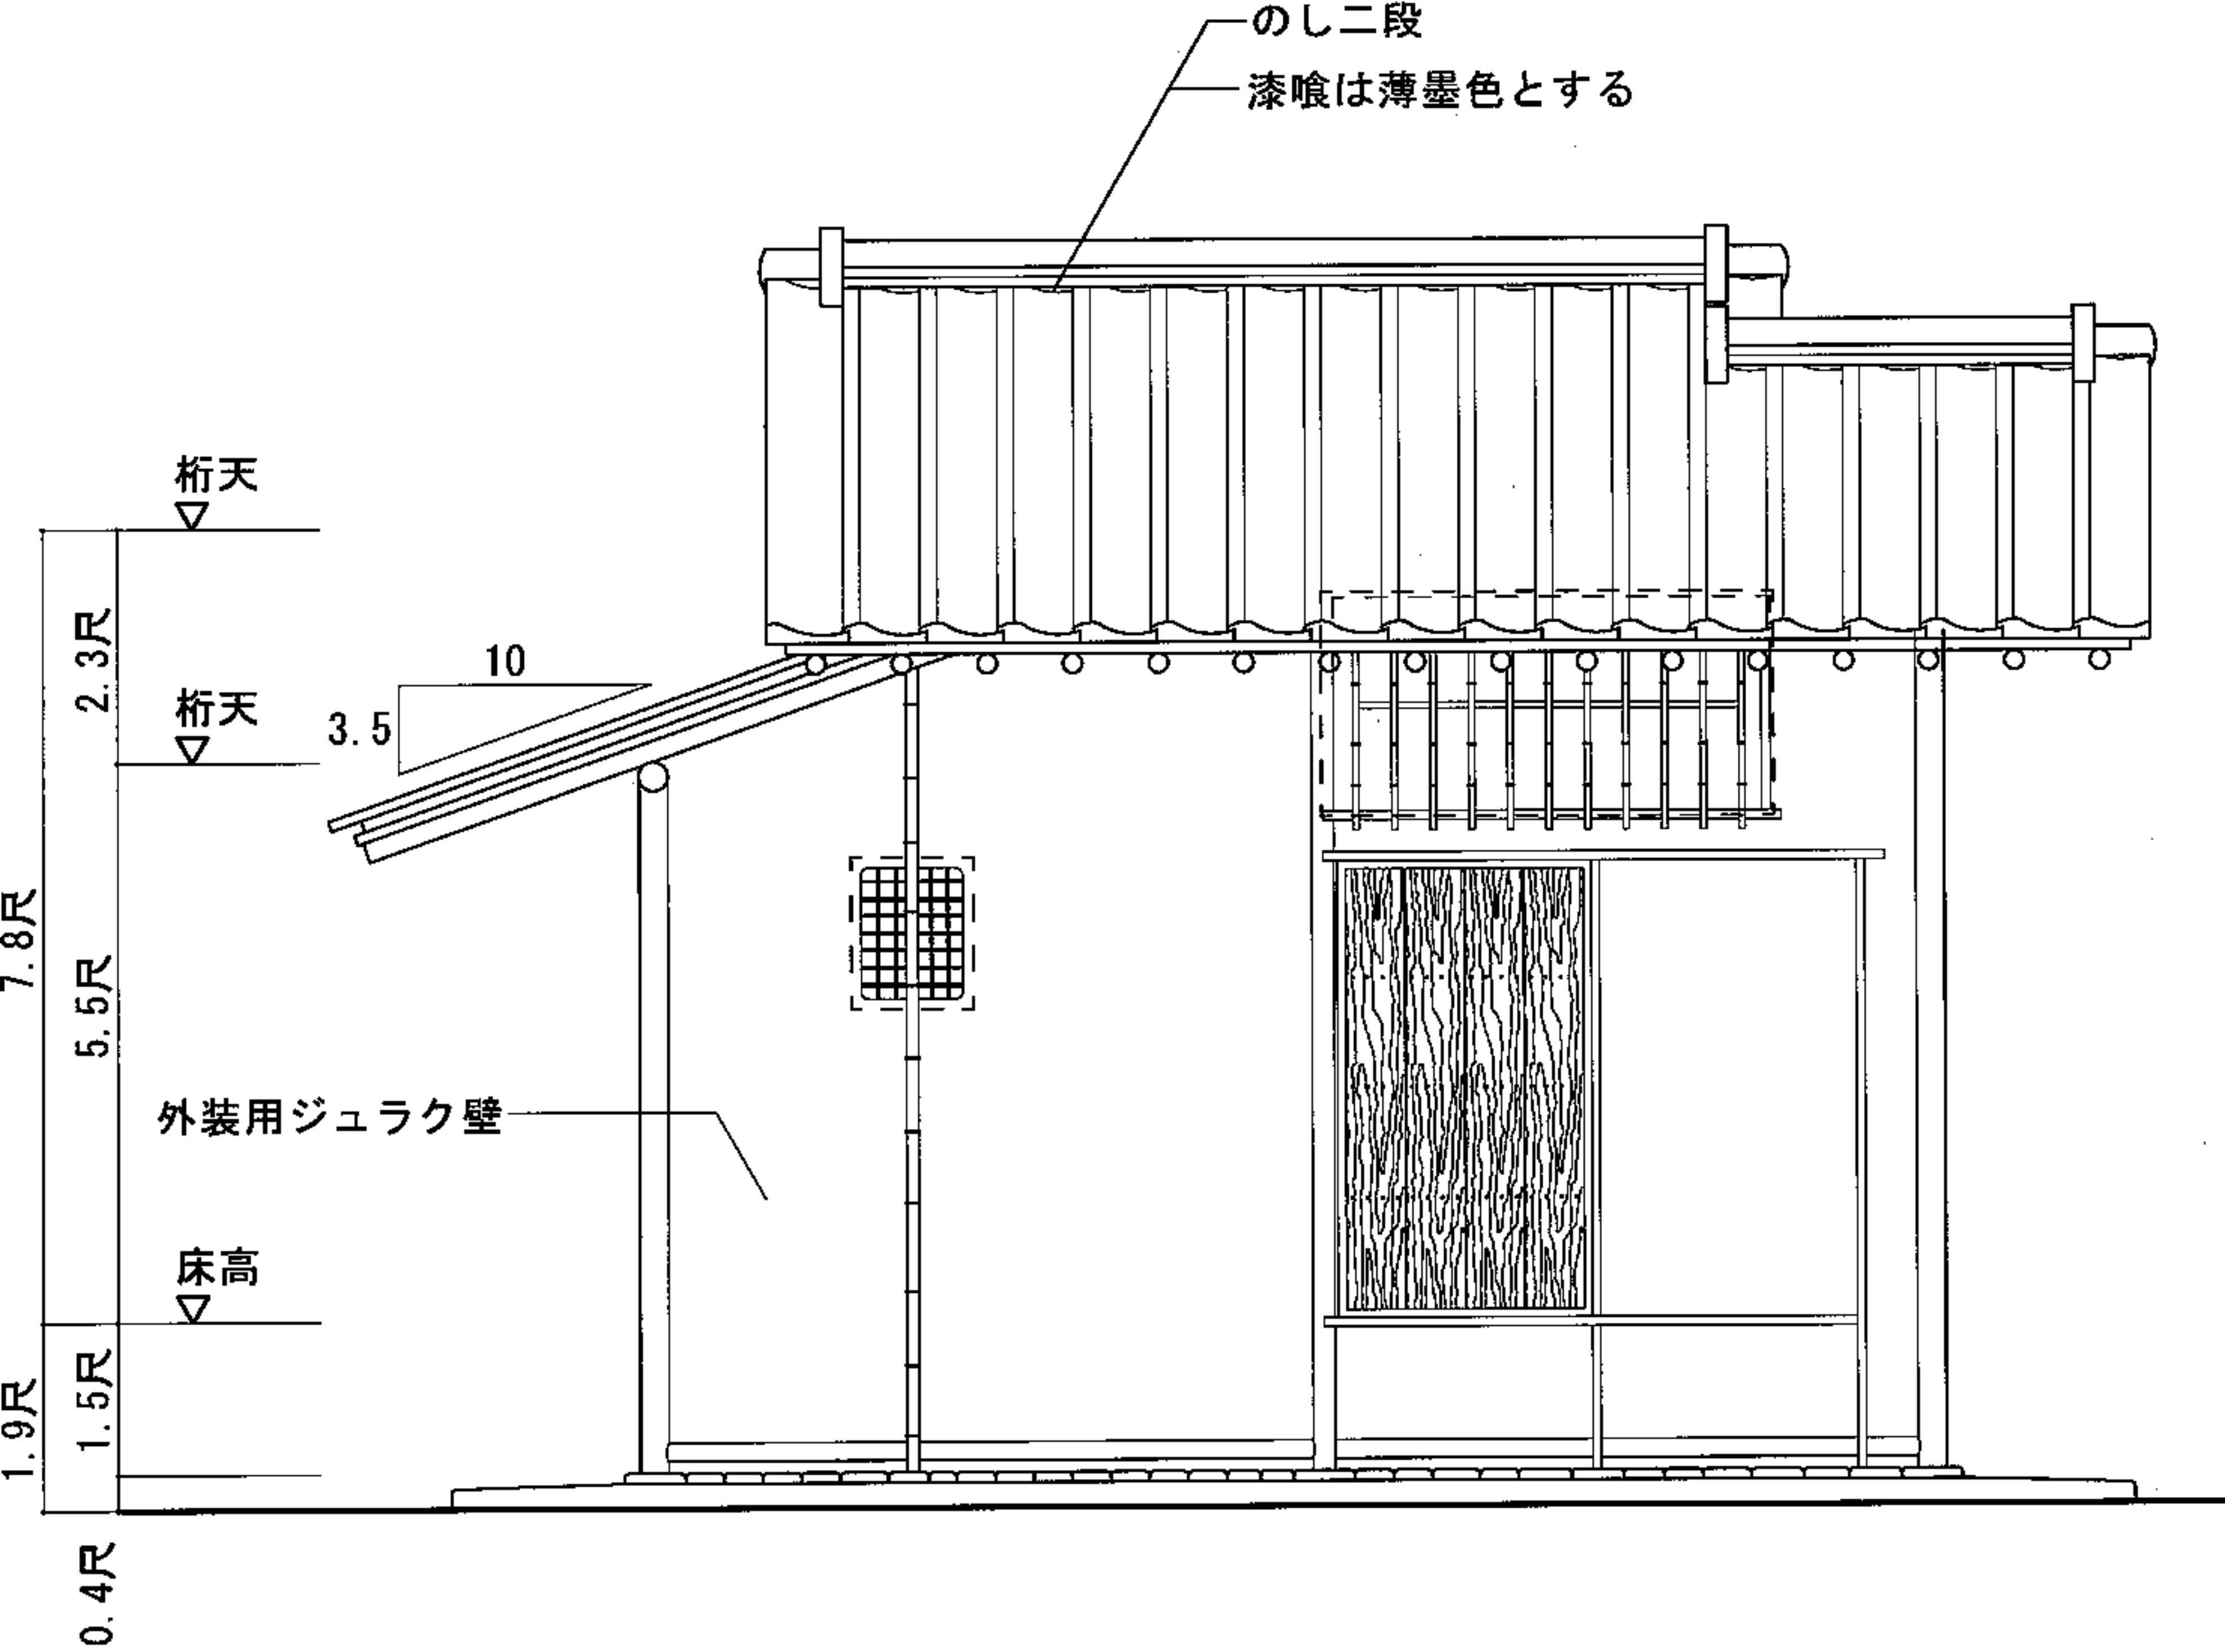 のし二段
漆喰は薄墨色とする
桁天
2.3尺
10
3.5
桁天
7.8尺
5.5尺
外装用ジュラク壁
床高
1.9尺
1.5尺
0.4尺